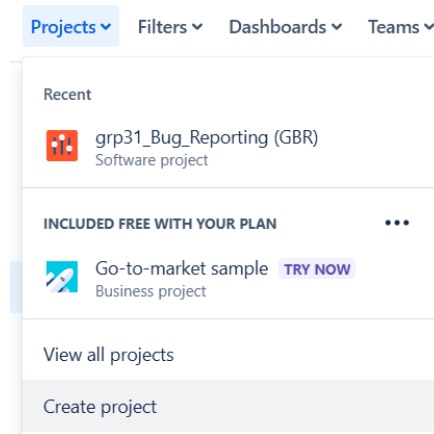 Projects Filters Dashboards Teams
Recent
grp31_Bug_Reporting (GBR)
Software project
INCLUDED FREE WITH YOUR PLAN
Go-to-market sample TRY NOW
Business project
View all projects
Create project